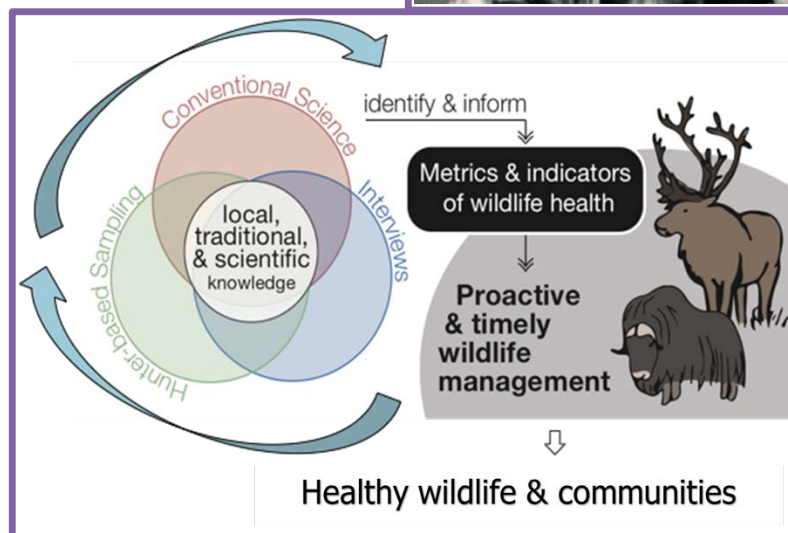 Conventional Science
Hunter-based Sampling
Interviews
local,
traditional,
& scientific
knowledge
identify & inform
Metrics & indicators
of wildlife health
Proactive
& timely
wildlife
management
Healthy wildlife & communities